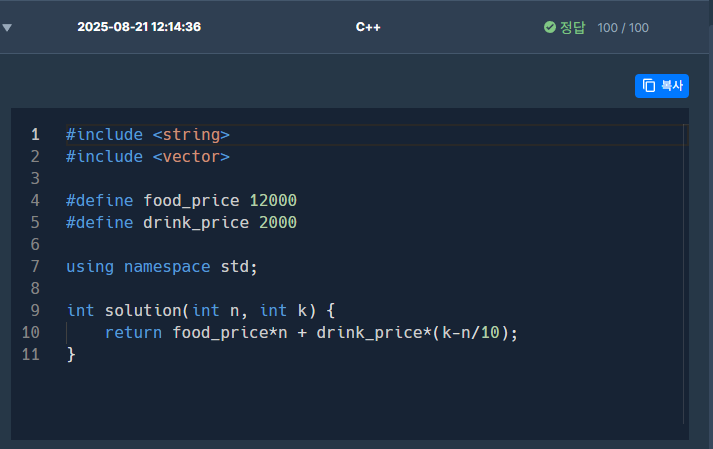 2025-08-21 12:14:36 C++ 정답 100 / 100
복사
1 #include <string>
2 #include <vector>
3
4 #define food_price 12000
5 #define drink_price 2000
6
7 using namespace std;
8
9 int solution(int n, int k) {
10     return food_price*n + drink_price*(k-n/10);
11 }